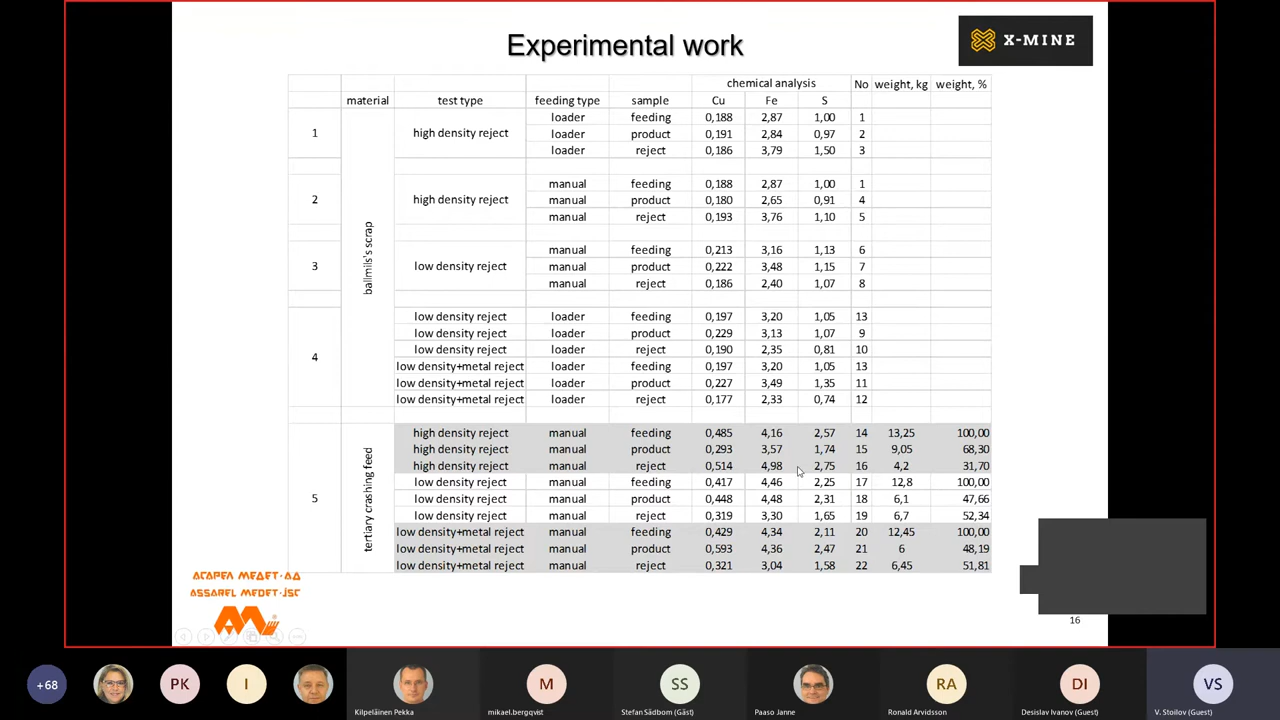 Experimental work
X-MINE
chemical analysis No weight, kg weight, %
material test type feeding type sample Cu Fe S
1 high density reject loader feeding 0,188 2,87 1,00 1
loader product 0,191 2,84 0,97 2
loader reject 0,186 3,79 1,50 3
2 high density reject manual feeding 0,188 2,87 1,00 1
manual product 0,180 2,65 0,91 4
manual reject 0,193 3,76 1,10 5
ballmils's scrap
3 low density reject manual feeding 0,213 3,16 1,13 6
manual product 0,222 3,48 1,15 7
manual reject 0,186 2,40 1,07 8
4 low density reject loader feeding 0,197 3,20 1,05 13
low density reject loader product 0,229 3,13 1,07 9
low density reject loader reject 0,190 2,35 0,81 10
low density+metal reject loader feeding 0,197 3,20 1,05 13
low density+metal reject loader product 0,227 3,49 1,35 11
low density+metal reject loader reject 0,177 2,33 0,74 12
5 tertiary crashing feed
high density reject manual feeding 0,485 4,16 2,57 14 13,25 100,00
high density reject manual product 0,293 3,57 1,74 15 9,05 68,30
high density reject manual reject 0,514 4,98 2,75 16 4,2 31,70
low density reject manual feeding 0,417 4,46 2,25 17 12,8 100,00
low density reject manual product 0,448 4,48 2,31 18 6,1 47,66
low density reject manual reject 0,319 3,30 1,65 19 6,7 52,34
low density+metal reject manual feeding 0,429 4,34 2,11 20 12,45 100,00
low density+metal reject manual product 0,593 4,36 2,47 21 6 48,19
low density+metal reject manual reject 0,321 3,04 1,58 22 6,45 51,81
АСАРЕЛ МЕДЕТ·АД
ASSAREL MEDET·JSC
®
16
+68 PK I M SS RA DI VS
Kilpeläinen Pekka mikael.bergqvist Stefan Sädbom (Gäst) Paaso Janne Ronald Arvidsson Desislav Ivanov (Guest) V. Stoilov (Guest)